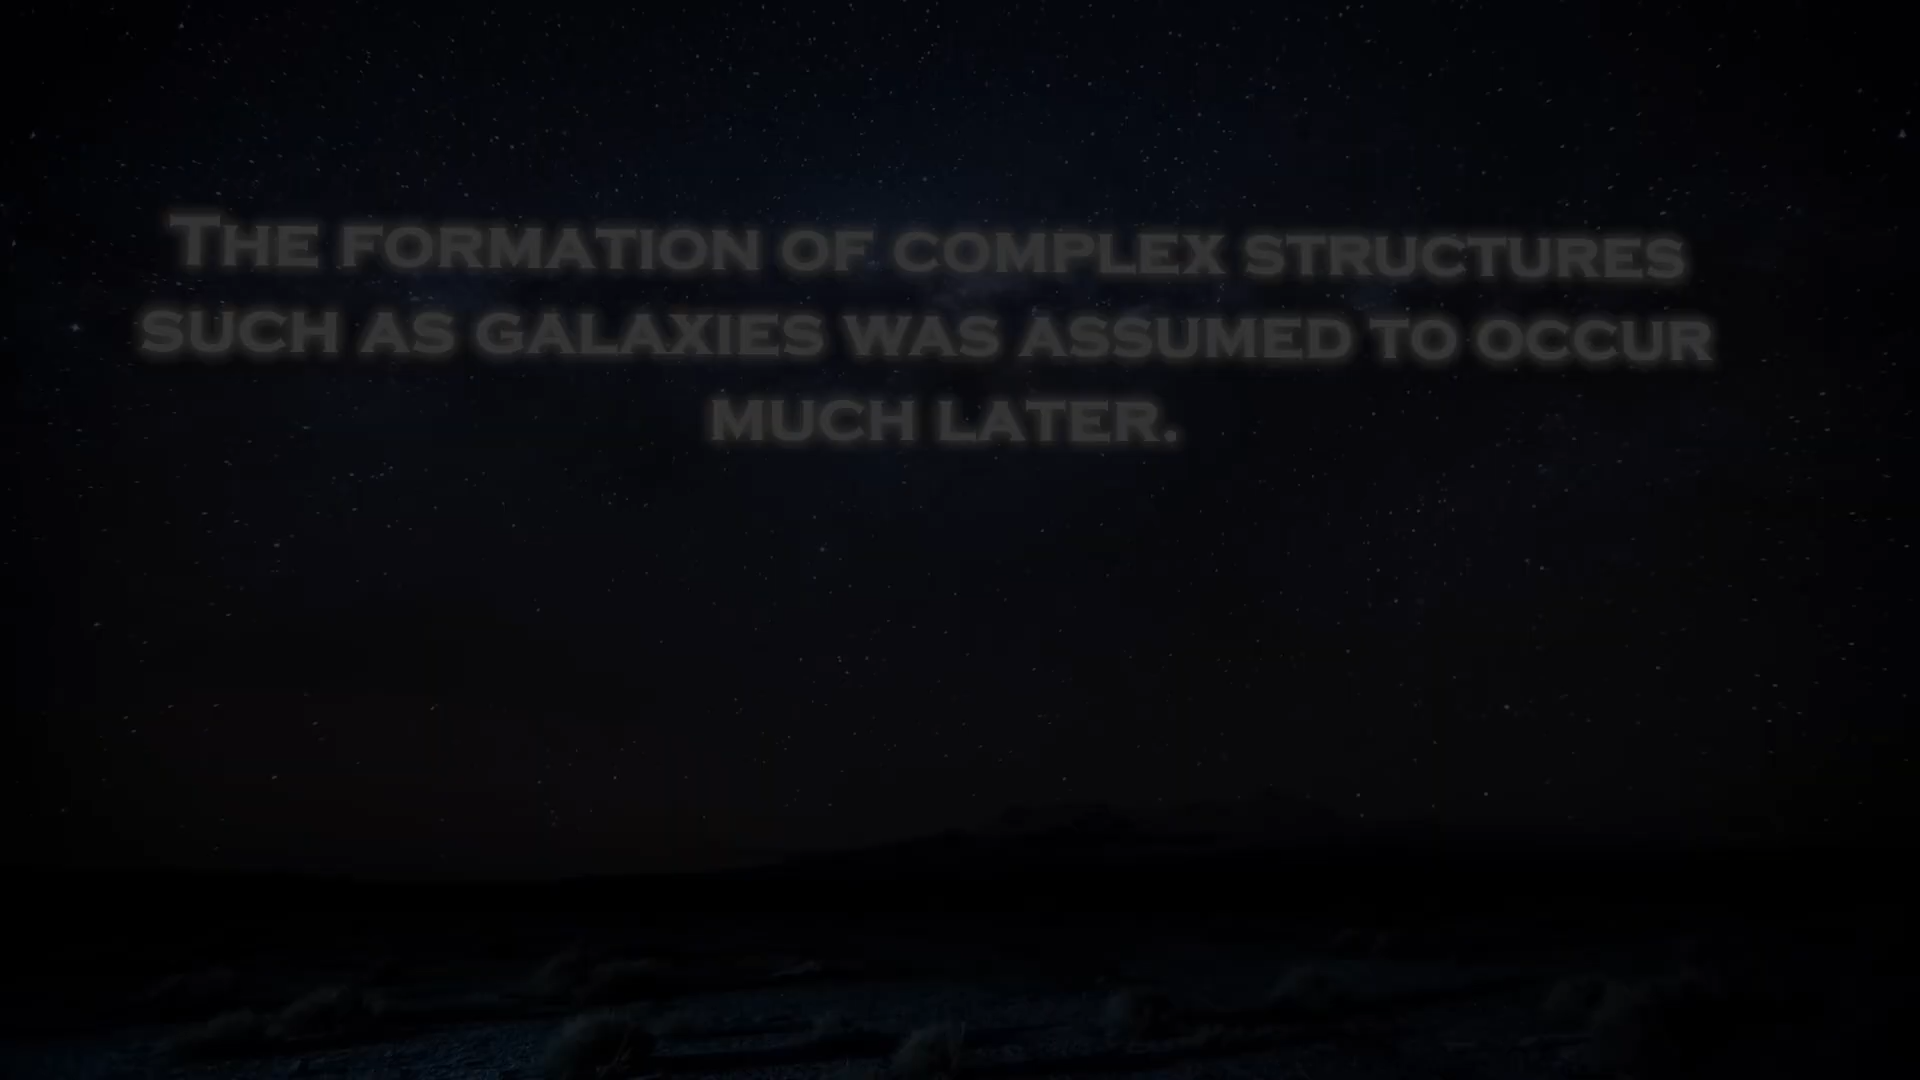 The formation of complex structures
such as galaxies was assumed to occur
much later.